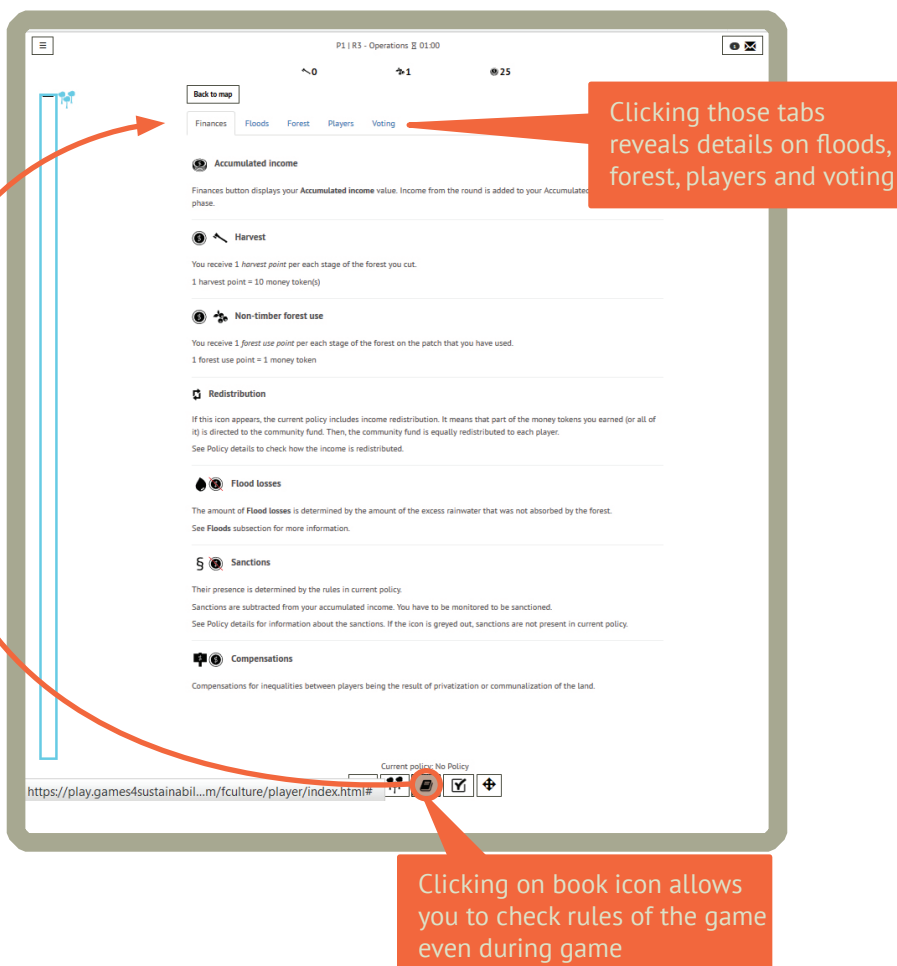 P1 | R3 - Operations ⧖ 01:00
0 1 25
Back to map
Finances Floods Forest Players Voting
Clicking those tabs
reveals details on floods,
forest, players and voting
Accumulated income
Finances button displays your Accumulated income value. Income from the round is added to your Accumulated
phase.
Harvest
You receive 1 harvest point per each stage of the forest you cut.
1 harvest point = 10 money token(s)
Non-timber forest use
You receive 1 forest use point per each stage of the forest on the patch that you have used.
1 forest use point = 1 money token
Redistribution
If this icon appears, the current policy includes income redistribution. It means that part of the money tokens you earned (or all of
it) is directed to the community fund. Then, the community fund is equally redistributed to each player.
See Policy details to check how the income is redistributed.
Flood losses
The amount of Flood losses is determined by the amount of the excess rainwater that was not absorbed by the forest.
See Floods subsection for more information.
§ Sanctions
Their presence is determined by the rules in current policy.
Sanctions are subtracted from your accumulated income. You have to be monitored to be sanctioned.
See Policy details for information about the sanctions. If the icon is greyed out, sanctions are not present in current policy.
Compensations
Compensations for inequalities between players being the result of privatization or communalization of the land.
Current policy: No Policy
https://play.games4sustainabil...m/fculture/player/index.html#
Clicking on book icon allows
you to check rules of the game
even during game